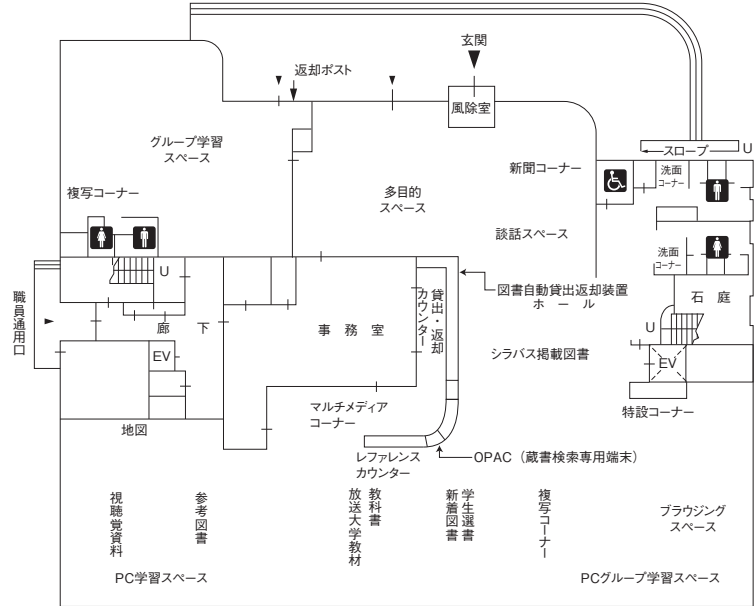 玄関
返却ポスト
風除室
グループ学習
スペース
スロープ
U
新聞コーナー
洗面
コーナー
複写コーナー
多目的
スペース
談話スペース
洗面
コーナー
U
職員通用口
貸出・返却
カウンター
図書自動貸出返却装置
ホール
石庭
廊下
事務室
U
シラバス掲載図書
EV
EV
マルチメディア
コーナー
特設コーナー
地図
レファレンス
カウンター
OPAC（蔵書検索専用端末）
視聴覚資料
参考図書
教科書
放送大学教材
学生選書
新着図書
複写コーナー
ブラウジング
スペース
PC学習スペース
PCグループ学習スペース